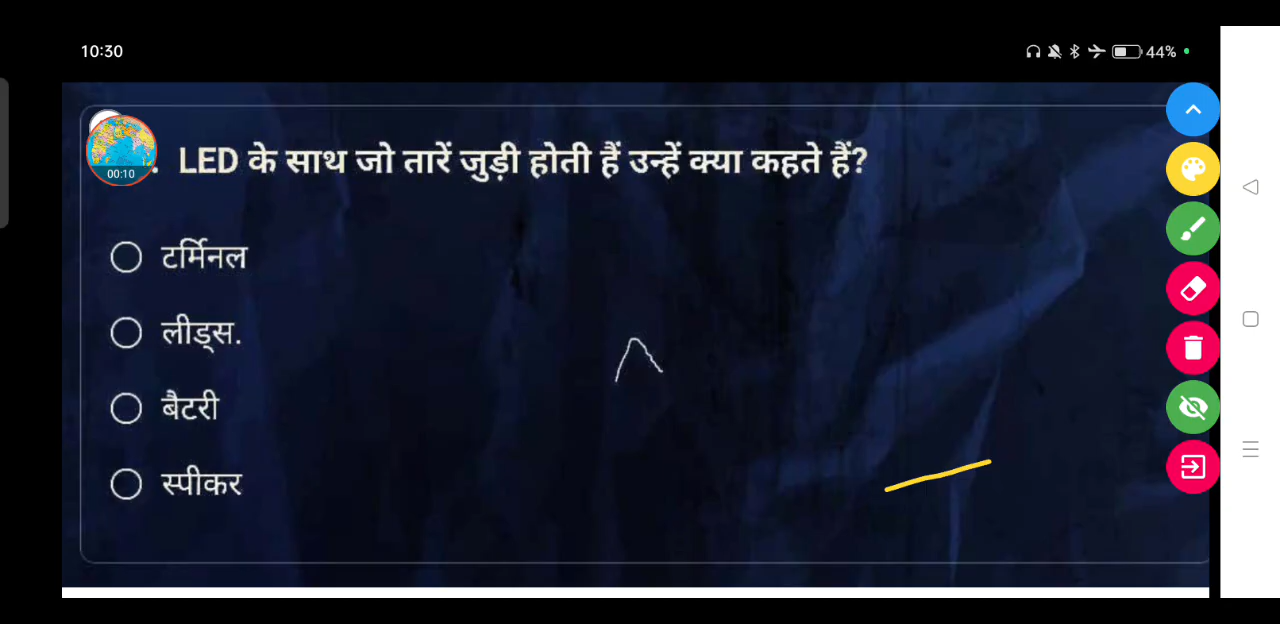 10:30
44%
00:10
. LED के साथ जो तारें जुड़ी होती हैं उन्हें क्या कहते हैं?
टर्मिनल
लीड्स.
बैटरी
स्पीकर